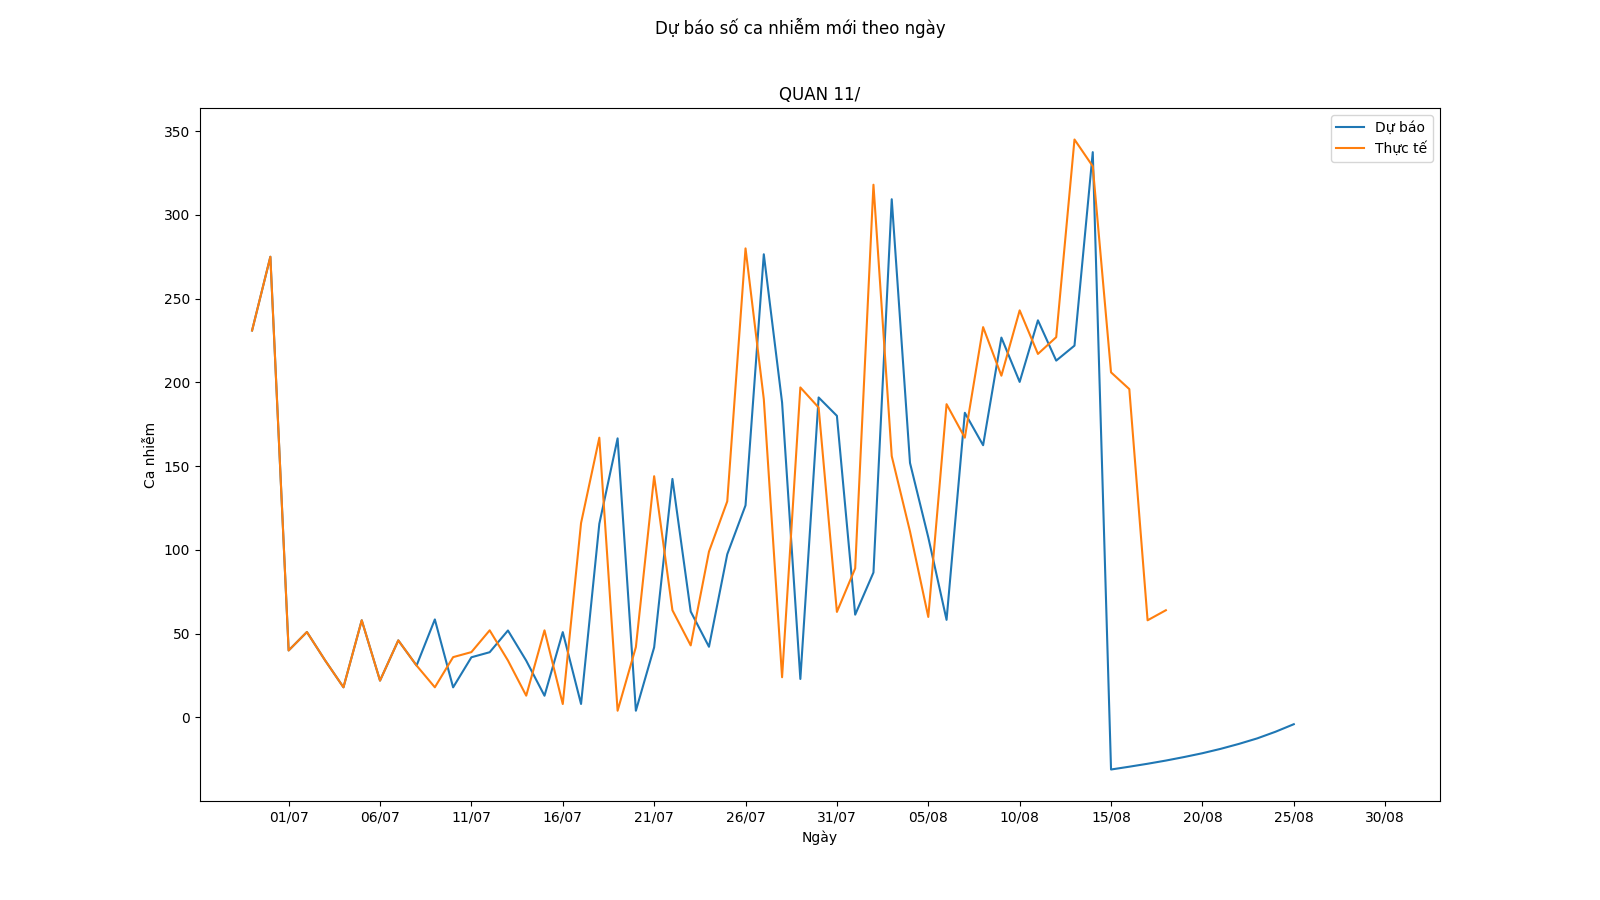 Dự báo số ca nhiễm mới theo ngày
QUAN 11/
Dự báo
Thực tế
350
300
250
200
150
100
50
0
Ca nhiễm
01/07 06/07 11/07 16/07 21/07 26/07 31/07 05/08 10/08 15/08 20/08 25/08 30/08
Ngày